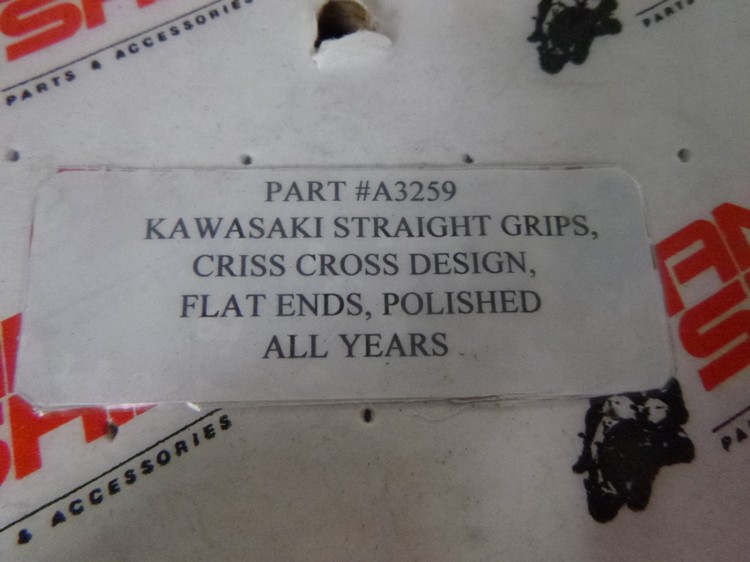 PARTS & ACCESSORIES
PART #A3259
KAWASAKI STRAIGHT GRIPS,
CRISS CROSS DESIGN,
FLAT ENDS, POLISHED
ALL YEARS
& ACCESSORIES